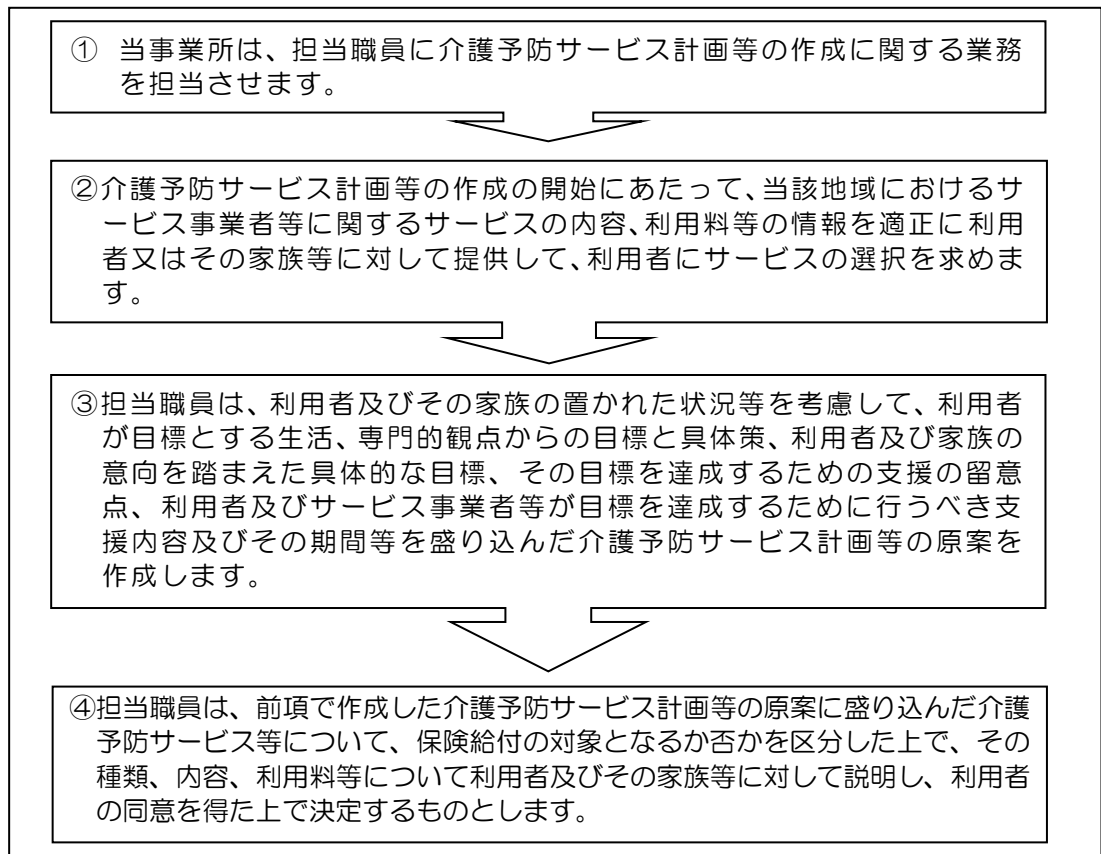 ① 当事業所は、担当職員に介護予防サービス計画等の作成に関する業務
を担当させます。
②介護予防サービス計画等の作成の開始にあたって、当該地域におけるサ
ービス事業者等に関するサービスの内容、利用料等の情報を適正に利用
者又はその家族等に対して提供して、利用者にサービスの選択を求めま
す。
③担当職員は、利用者及びその家族の置かれた状況等を考慮して、利用者
が目標とする生活、専門的観点からの目標と具体策、利用者及び家族の
意向を踏まえた具体的な目標、その目標を達成するための支援の留意
点、利用者及びサービス事業者等が目標を達成するために行うべき支
援内容及びその期間等を盛り込んだ介護予防サービス計画等の原案を
作成します。
④担当職員は、前項で作成した介護予防サービス計画等の原案に盛り込んだ介護
予防サービス等について、保険給付の対象となるか否かを区分した上で、その
種類、内容、利用料等について利用者及びその家族等に対して説明し、利用者
の同意を得た上で決定するものとします。